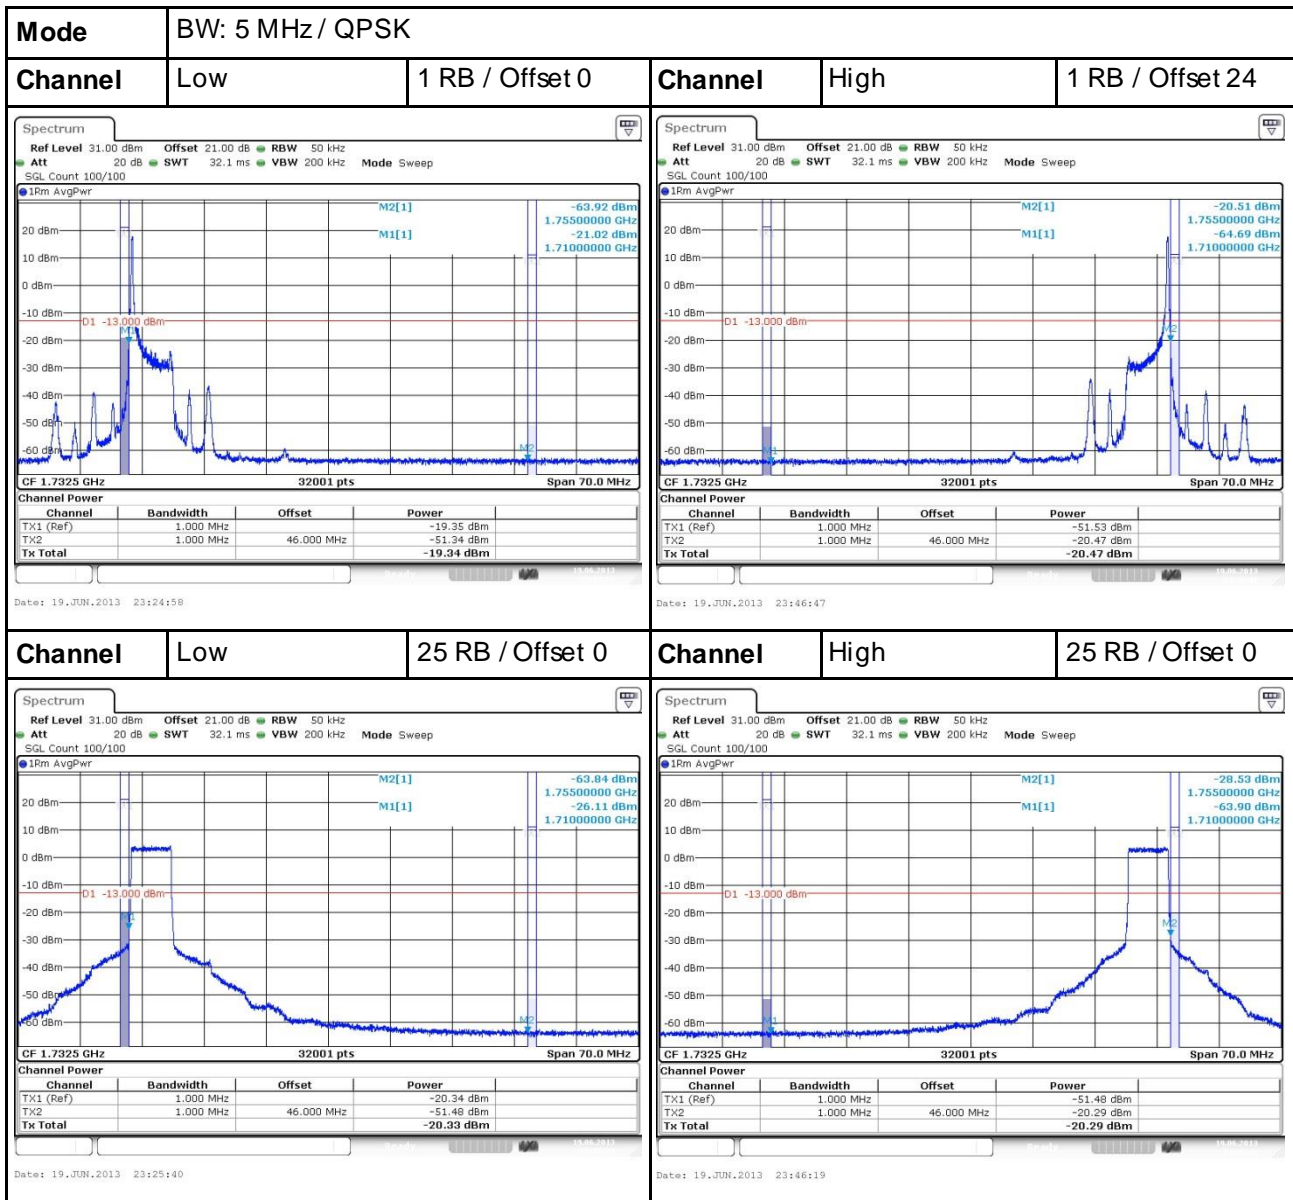 Mode BW: 5 MHz / QPSK
Channel Low 1 RB / Offset 0 Channel High 1 RB / Offset 24
Spectrum
Ref Level 31.00 dBm Offset 21.00 dB RBW 50 kHz
Att 20 dB SWT 32.1 ms VBW 200 kHz Mode Sweep
SGL Count 100/100
1Rm AvgPwr
M2[1] -63.92 dBm
1.75500000 GHz
20 dBm M1[1] -21.02 dBm
1.71000000 GHz
10 dBm
0 dBm
-10 dBm
D1 -13.000 dBm
M1
-20 dBm
-30 dBm
-40 dBm
-50 dBm
-60 dBm M2
CF 1.7325 GHz 32001 pts Span 70.0 MHz
Channel Power
Channel Bandwidth Offset Power
TX1 (Ref) 1.000 MHz -19.35 dBm
TX2 1.000 MHz 46.000 MHz -51.34 dBm
Tx Total -19.34 dBm
Date: 19.JUN.2013 23:24:58
Spectrum
Ref Level 31.00 dBm Offset 21.00 dB RBW 50 kHz
Att 20 dB SWT 32.1 ms VBW 200 kHz Mode Sweep
SGL Count 100/100
1Rm AvgPwr
M2[1] -20.51 dBm
1.75500000 GHz
20 dBm M1[1] -64.69 dBm
1.71000000 GHz
10 dBm
0 dBm
-10 dBm
D1 -13.000 dBm
M2
-20 dBm
-30 dBm
-40 dBm
-50 dBm
-60 dBm M1
CF 1.7325 GHz 32001 pts Span 70.0 MHz
Channel Power
Channel Bandwidth Offset Power
TX1 (Ref) 1.000 MHz -51.53 dBm
TX2 1.000 MHz 46.000 MHz -20.47 dBm
Tx Total -20.47 dBm
Date: 19.JUN.2013 23:46:47
Channel Low 25 RB / Offset 0 Channel High 25 RB / Offset 0
Spectrum
Ref Level 31.00 dBm Offset 21.00 dB RBW 50 kHz
Att 20 dB SWT 32.1 ms VBW 200 kHz Mode Sweep
SGL Count 100/100
1Rm AvgPwr
M2[1] -63.84 dBm
1.75500000 GHz
20 dBm M1[1] -26.11 dBm
1.71000000 GHz
10 dBm
0 dBm
-10 dBm
D1 -13.000 dBm
-20 dBm M1
-30 dBm
-40 dBm
-50 dBm
-60 dBm M2
CF 1.7325 GHz 32001 pts Span 70.0 MHz
Channel Power
Channel Bandwidth Offset Power
TX1 (Ref) 1.000 MHz -20.34 dBm
TX2 1.000 MHz 46.000 MHz -51.48 dBm
Tx Total -20.33 dBm
Date: 19.JUN.2013 23:25:40
Spectrum
Ref Level 31.00 dBm Offset 21.00 dB RBW 50 kHz
Att 20 dB SWT 32.1 ms VBW 200 kHz Mode Sweep
SGL Count 100/100
1Rm AvgPwr
M2[1] -28.53 dBm
1.75500000 GHz
20 dBm M1[1] -63.90 dBm
1.71000000 GHz
10 dBm
0 dBm
-10 dBm
D1 -13.000 dBm
-20 dBm M2
-30 dBm
-40 dBm
-50 dBm
-60 dBm M1
CF 1.7325 GHz 32001 pts Span 70.0 MHz
Channel Power
Channel Bandwidth Offset Power
TX1 (Ref) 1.000 MHz -51.48 dBm
TX2 1.000 MHz 46.000 MHz -20.29 dBm
Tx Total -20.29 dBm
Date: 19.JUN.2013 23:46:19